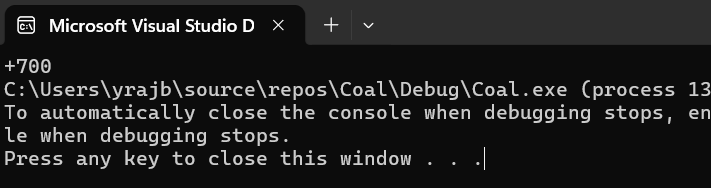 Microsoft Visual Studio D
+700
C:\Users\yrajb\source\repos\Coal\Debug\Coal.exe (process 13
To automatically close the console when debugging stops, en
le when debugging stops.
Press any key to close this window . . .